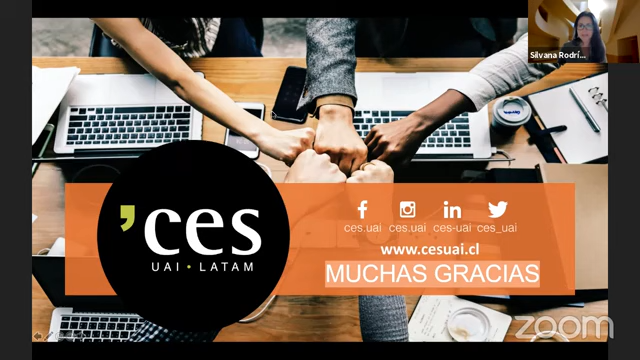 Silvana Rodrí...
'ces
UAI • LATAM
ces.uai ces.uai ces-uai ces_uai
www.cesuai.cl
MUCHAS GRACIAS
zoom